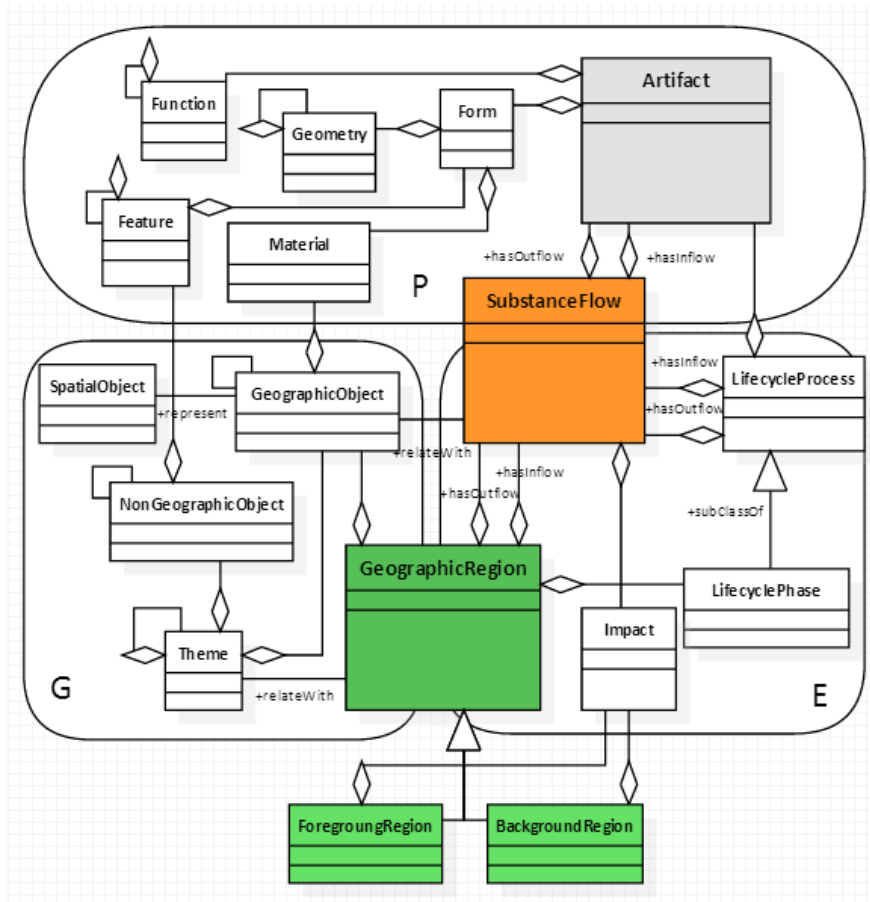 Artifact
Function
Form
Geometry
Feature
Material
+hasOutflow
+hasInflow
P
SubstanceFlow
+hasInflow
LifecycleProcess
SpatialObject
GeographicObject
+hasOutflow
+represent
+relateWith
+hasInflow
+hasOutflow
NonGeographicObject
+subClassOf
GeographicRegion
LifecyclePhase
Impact
Theme
G
+relateWith
E
ForegroungRegion
BackgroundRegion